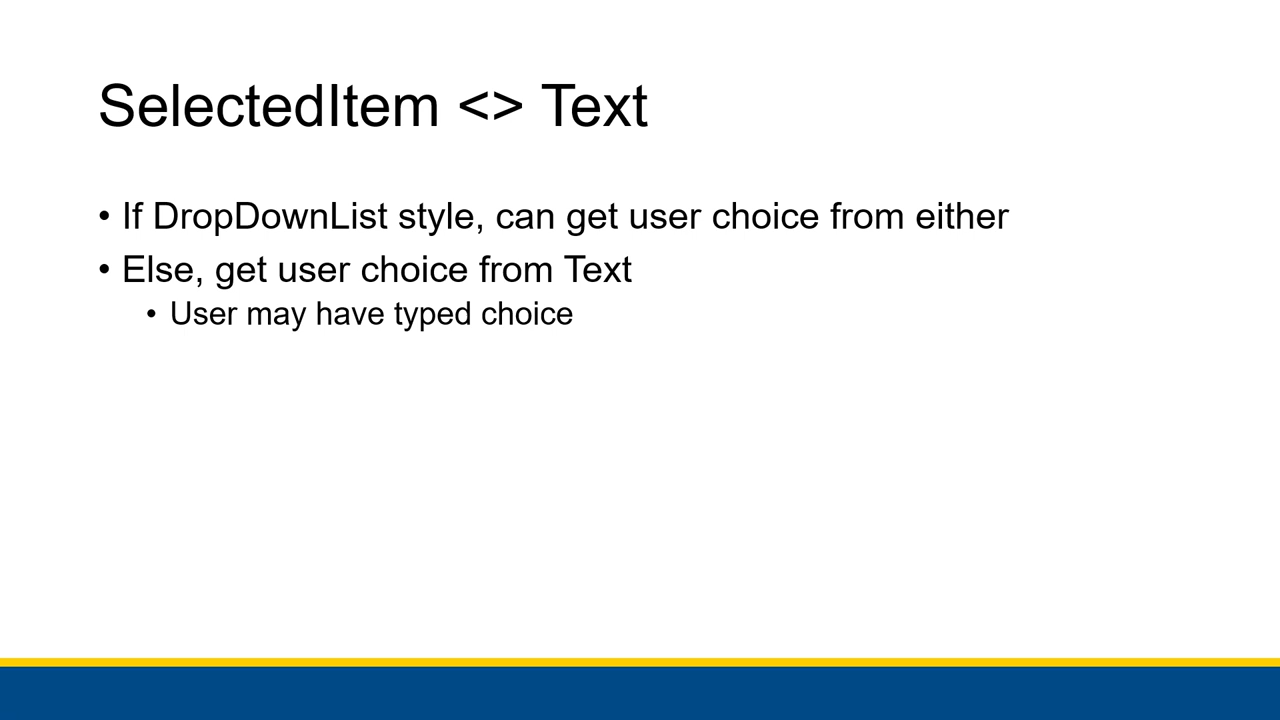 SelectedItem <> Text
• If DropDownList style, can get user choice from either
• Else, get user choice from Text
• User may have typed choice